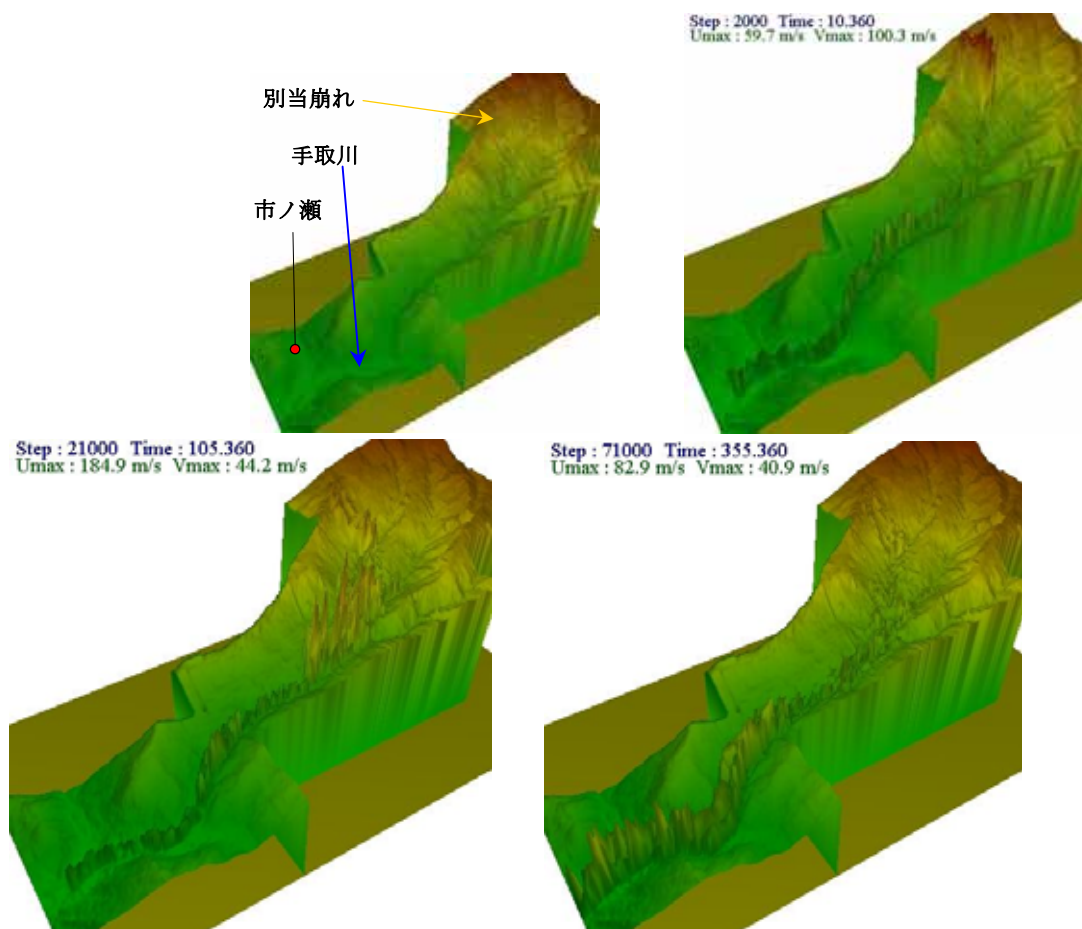 別当崩れ
手取川
市ノ瀬
Step : 2000 Time : 10.360
Umax : 59.7 m/s Vmax : 100.3 m/s
Step : 21000 Time : 105.360
Umax : 184.9 m/s Vmax : 44.2 m/s
Step : 71000 Time : 355.360
Umax : 82.9 m/s Vmax : 40.9 m/s